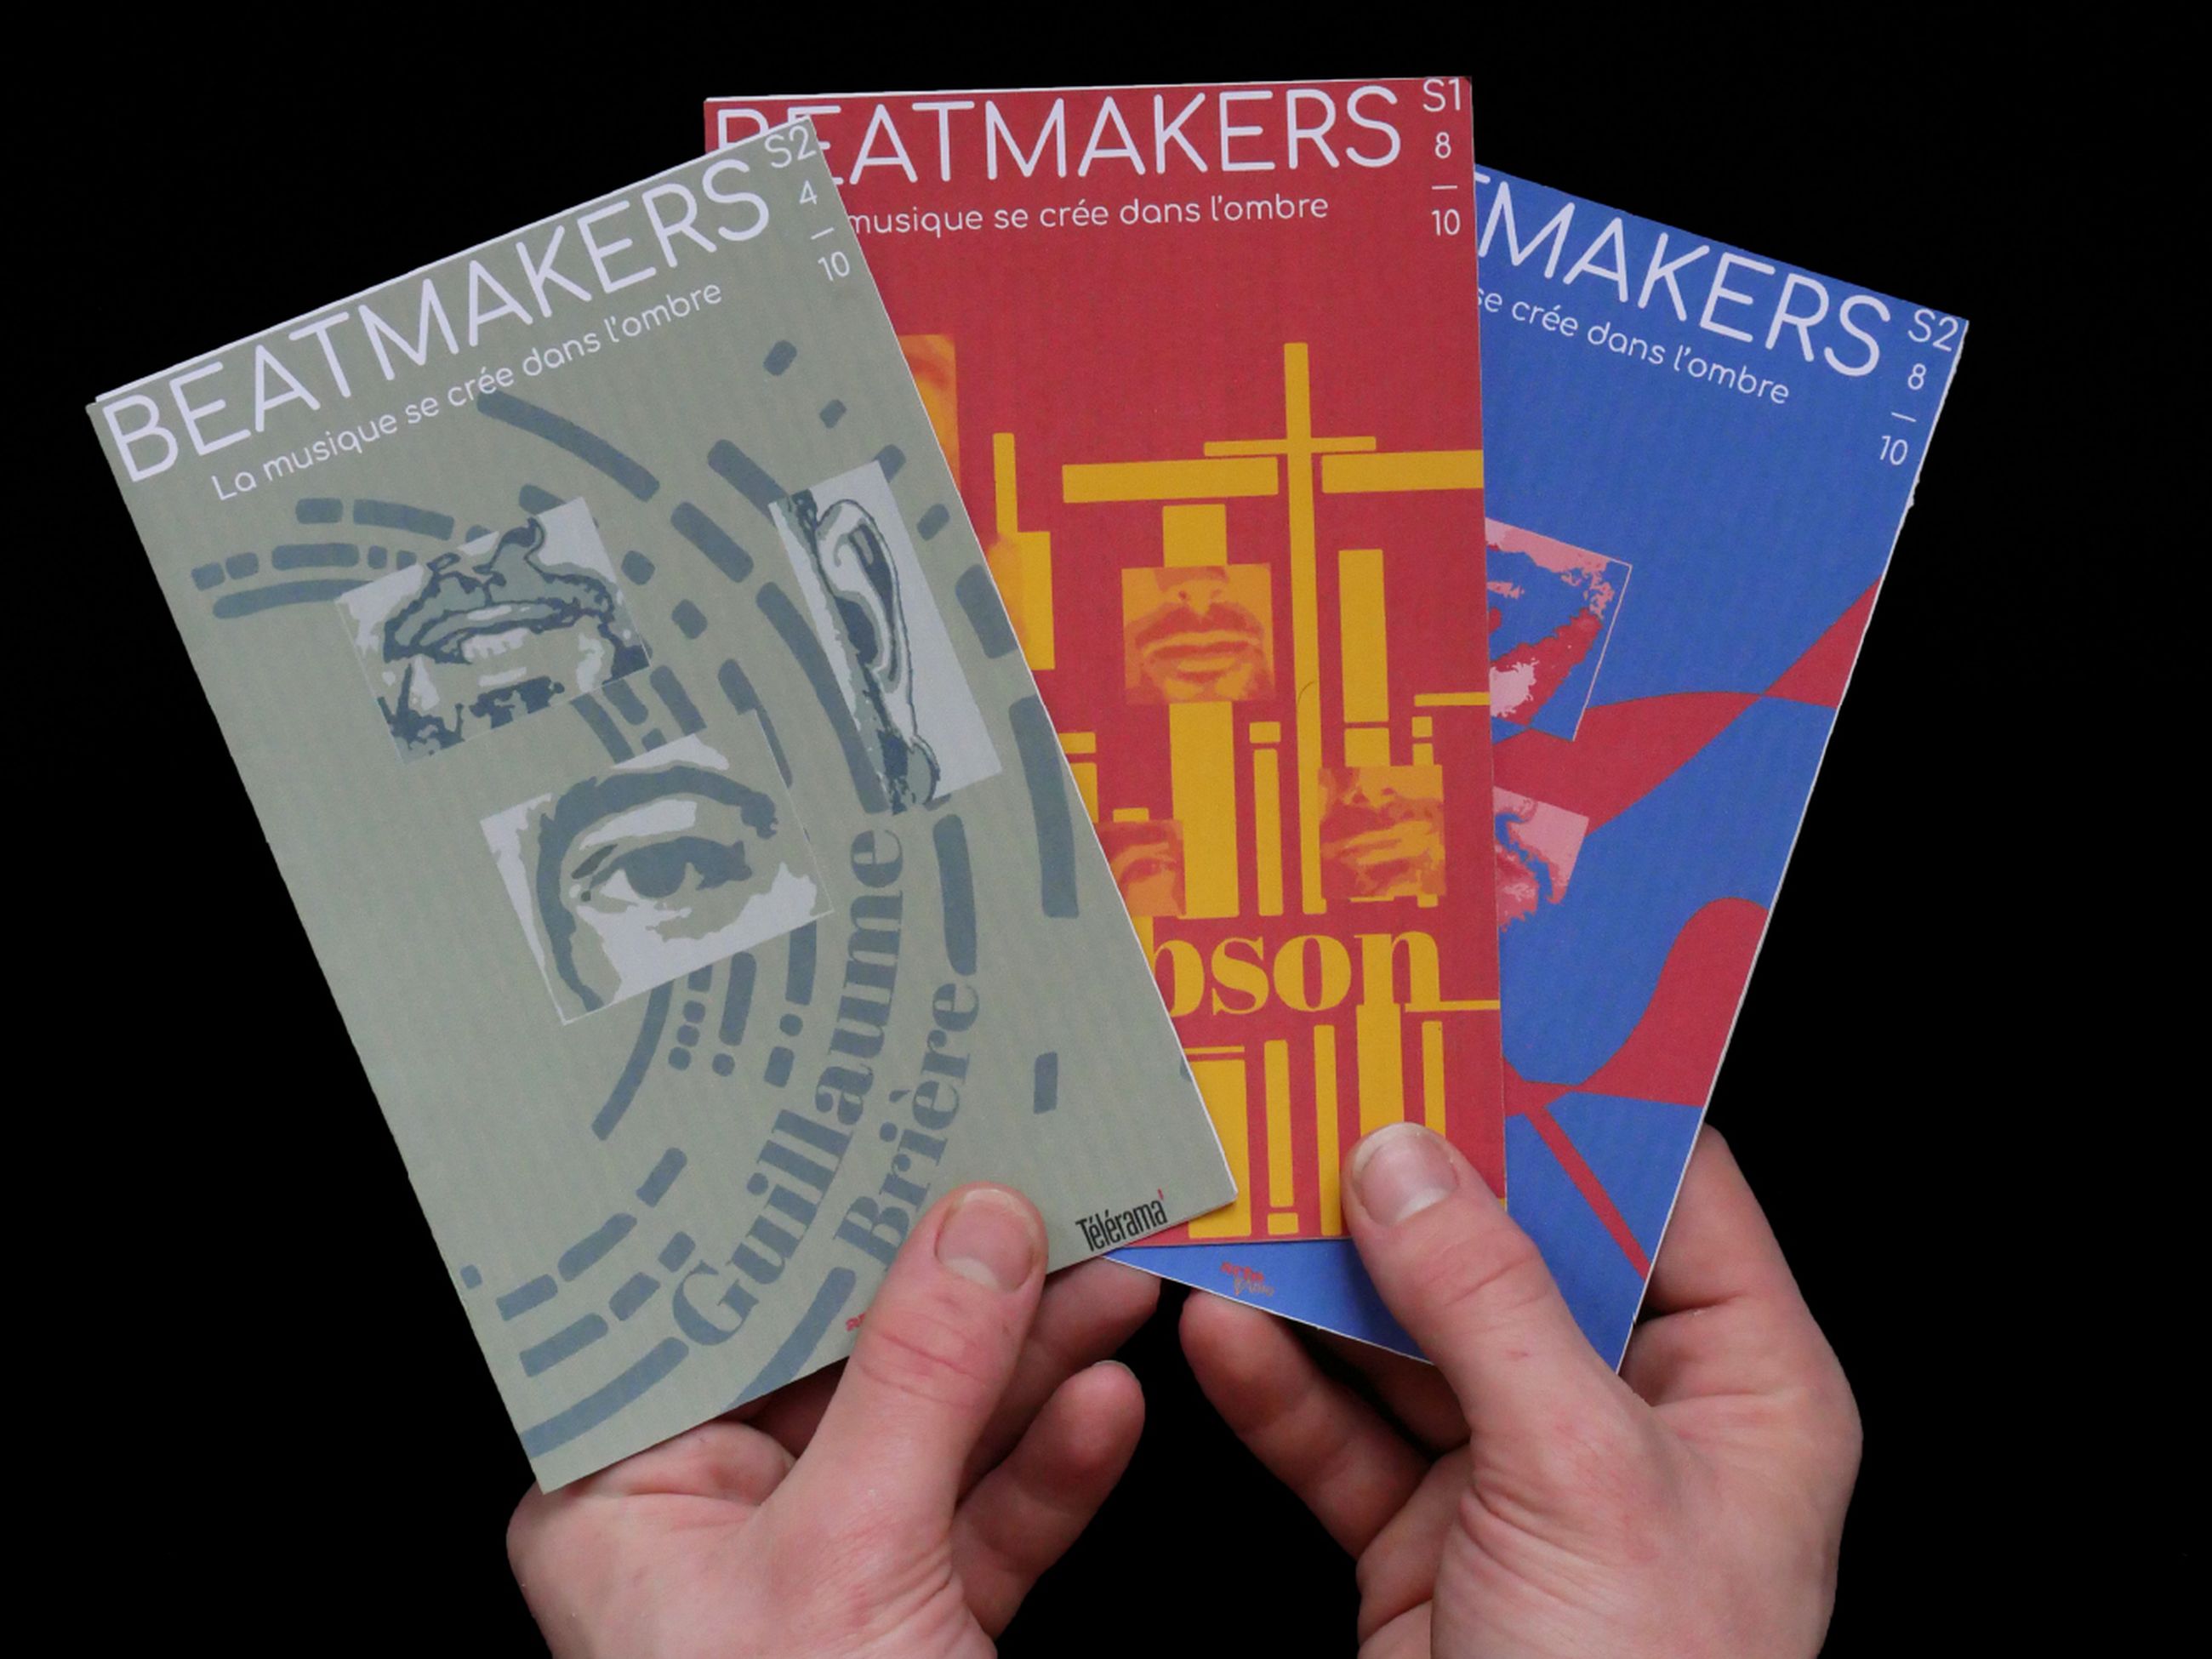 BEATMAKERS
La musique se crée dans l'ombre
S2
4
—
10
Guillaume
Brière
Télérama'
BEATMAKERS
musique se crée dans l'ombre
S1
8
—
10
bson
TMAKERS
se crée dans l'ombre
S2
8
—
10